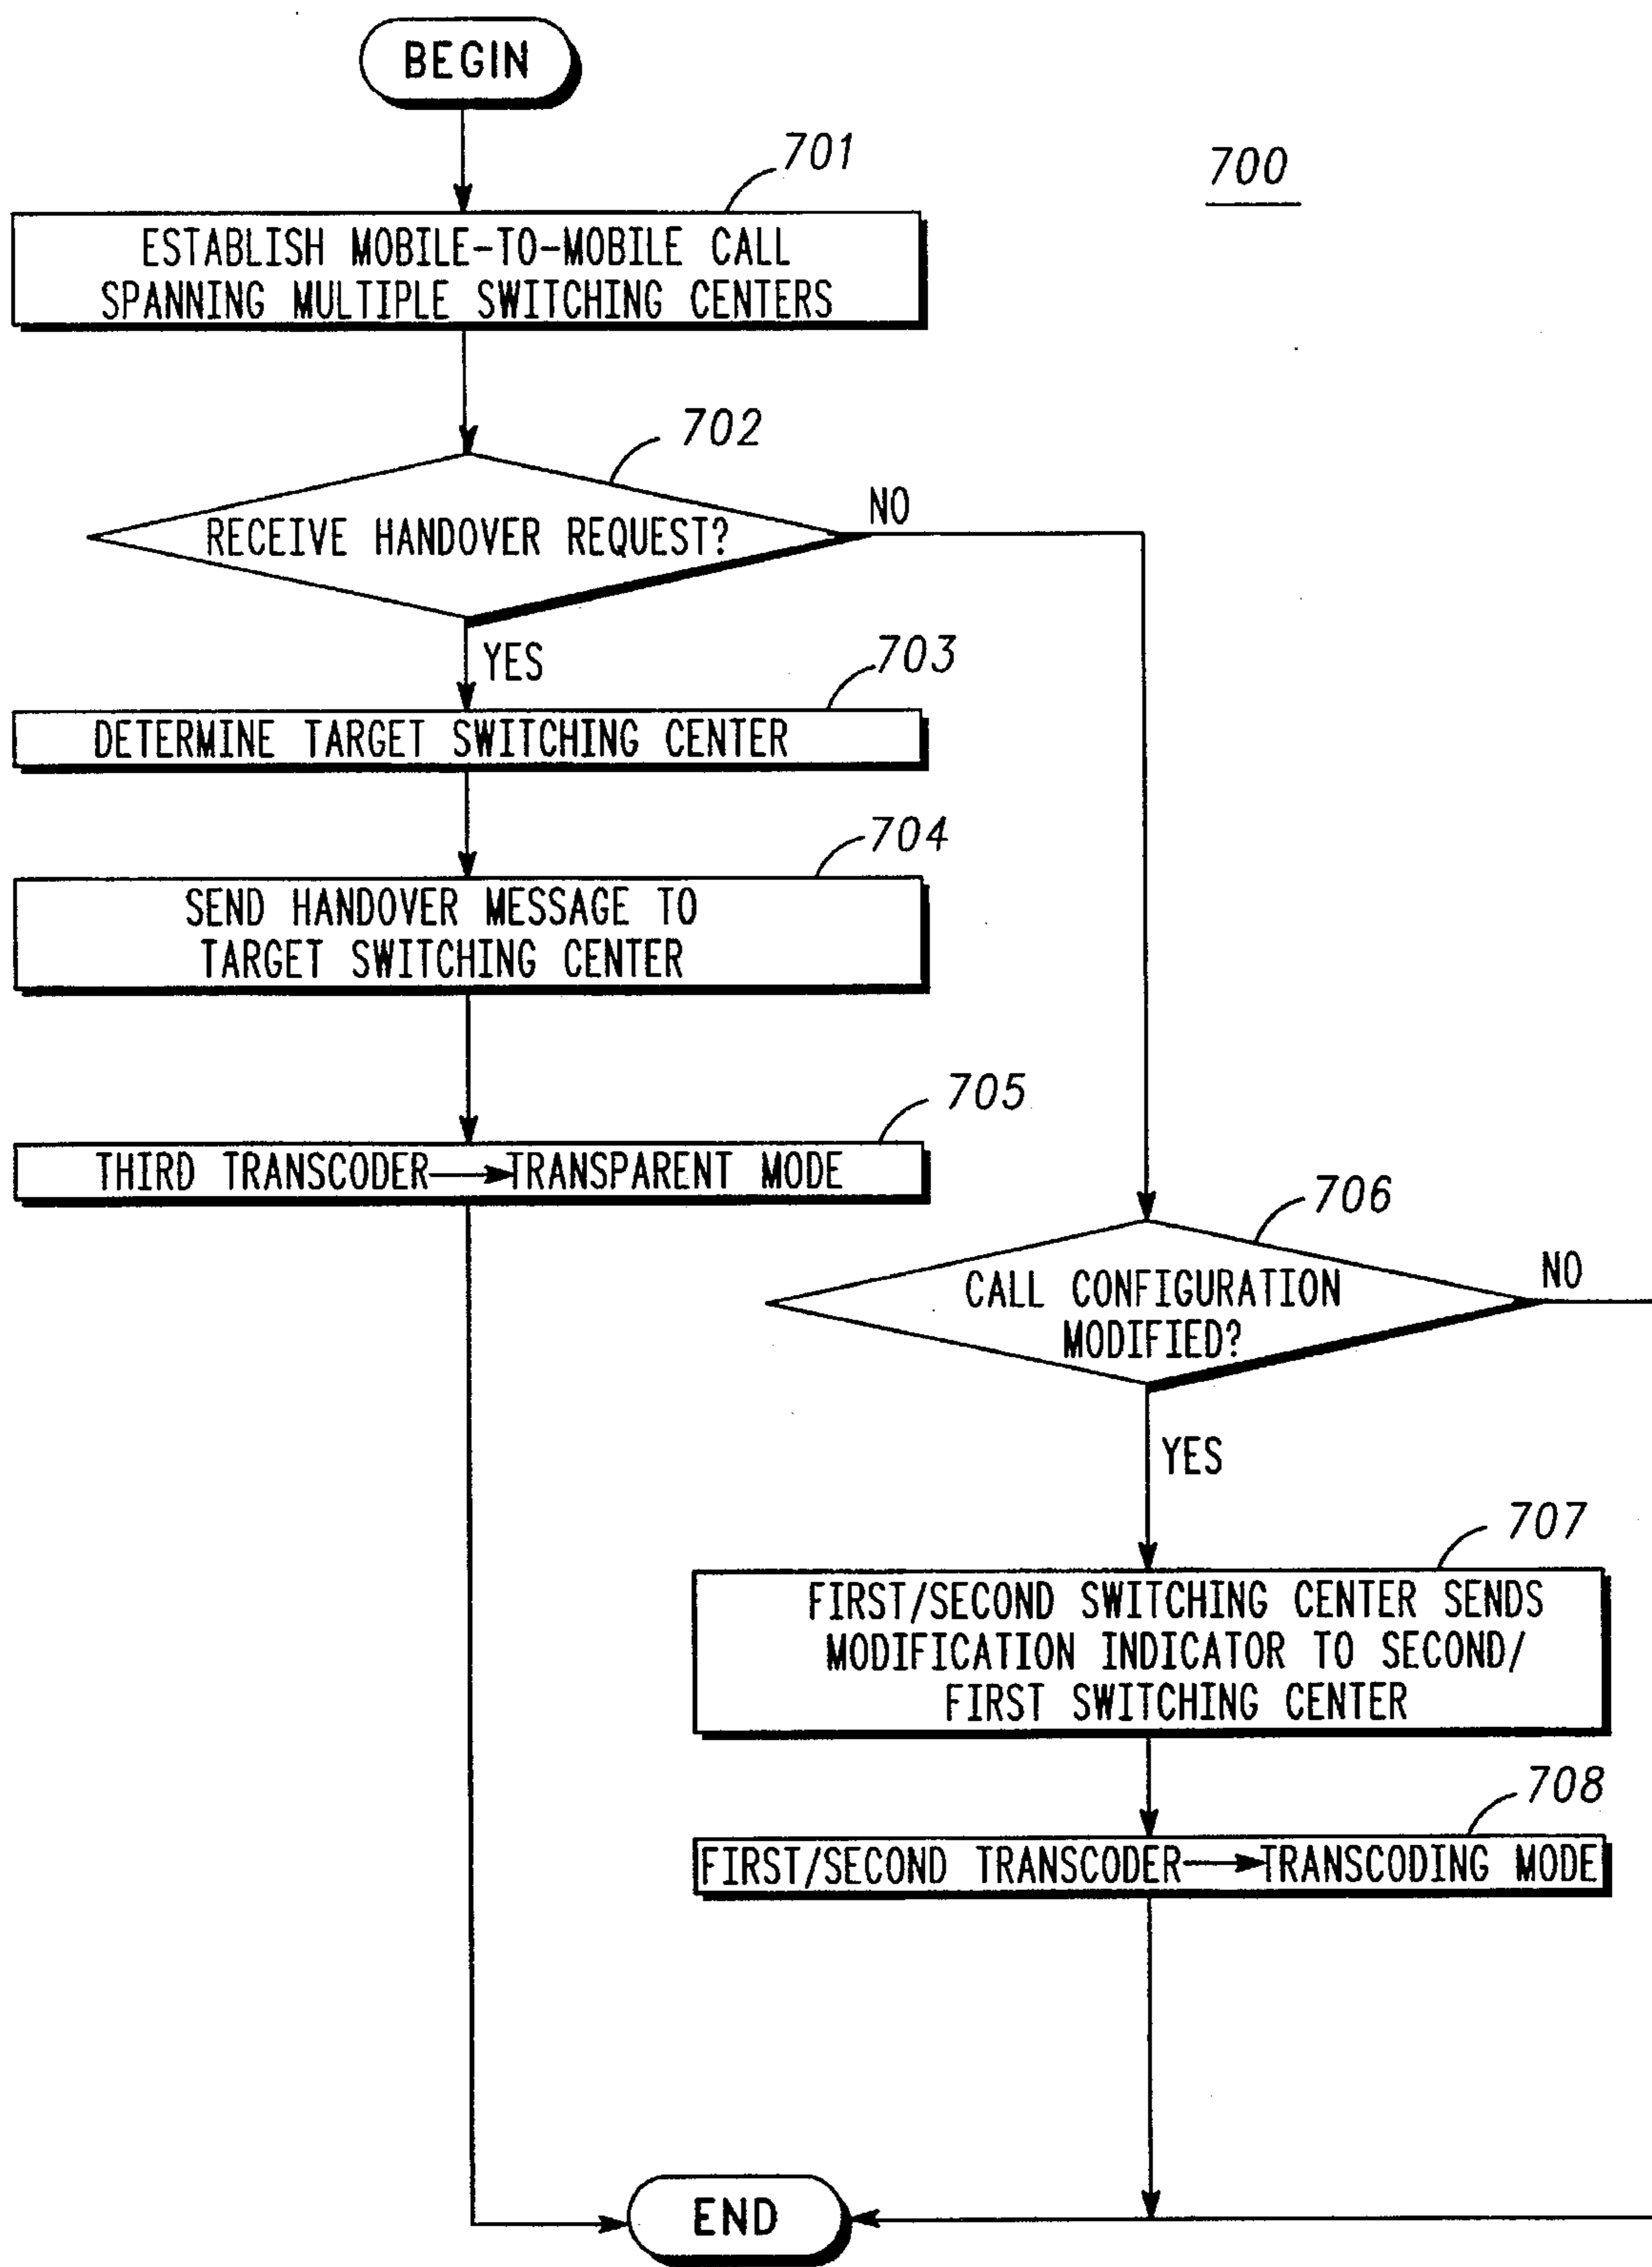 BEGIN
701
700
ESTABLISH MOBILE-TO-MOBILE CALL
SPANNING MULTIPLE SWITCHING CENTERS
702
RECEIVE HANDOVER REQUEST?
NO
YES
703
DETERMINE TARGET SWITCHING CENTER
704
SEND HANDOVER MESSAGE TO
TARGET SWITCHING CENTER
705
THIRD TRANSCODER→TRANSPARENT MODE
706
CALL CONFIGURATION
MODIFIED?
NO
YES
707
FIRST/SECOND SWITCHING CENTER SENDS
MODIFICATION INDICATOR TO SECOND/
FIRST SWITCHING CENTER
708
FIRST/SECOND TRANSCODER→TRANSCODING MODE
END